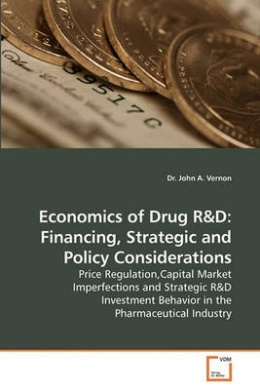 Dr. John A. Vernon
Economics of Drug R&D:
Financing, Strategic and
Policy Considerations
Price Regulation,Capital Market
Imperfections and Strategic R&D
Investment Behavior in the
Pharmaceutical Industry
VDM